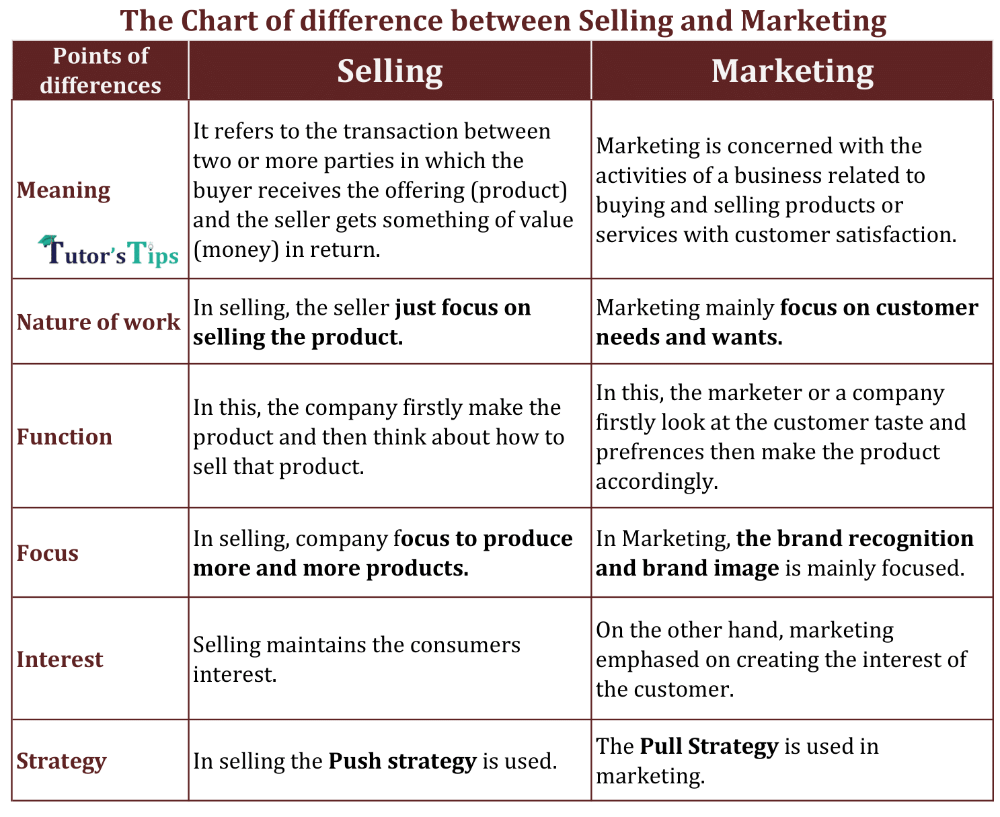 The Chart of difference between Selling and Marketing
Points of
differences
Selling
Marketing
Meaning
Tutor'sTips
It refers to the transaction between
two or more parties in which the
buyer receives the offering (product)
and the seller gets something of value
(money) in return.
Marketing is concerned with the
activities of a business related to
buying and selling products or
services with customer satisfaction.
Nature of work
In selling, the seller just focus on
selling the product.
Marketing mainly focus on customer
needs and wants.
Function
In this, the company firstly make the
product and then think about how to
sell that product.
In this, the marketer or a company
firstly look at the customer taste and
prefrences then make the product
accordingly.
Focus
In selling, company focus to produce
more and more products.
In Marketing, the brand recognition
and brand image is mainly focused.
Interest
Selling maintains the consumers
interest.
On the other hand, marketing
emphased on creating the interest of
the customer.
Strategy
In selling the Push strategy is used.
The Pull Strategy is used in
marketing.